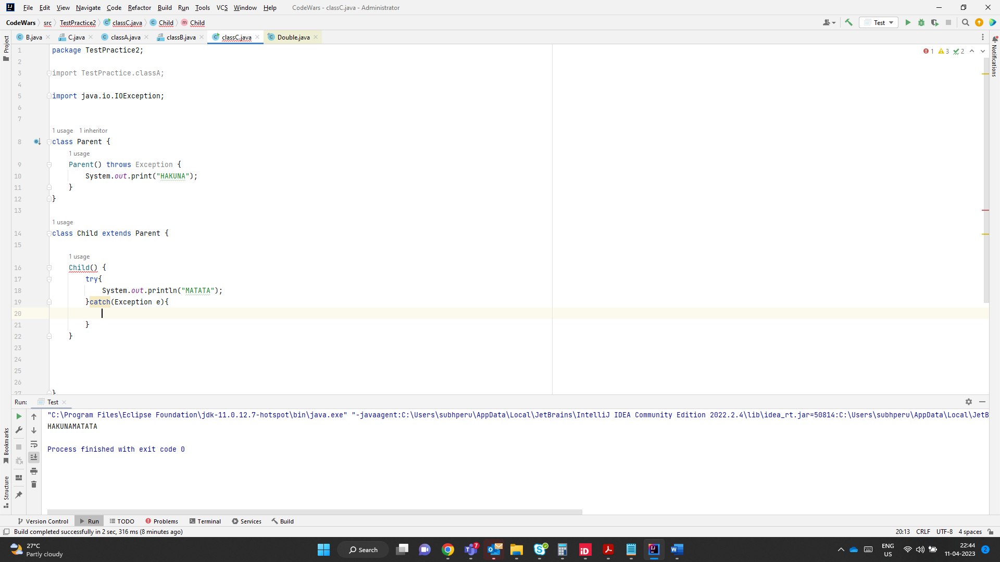 File Edit View Navigate Code Refactor Build Run Tools VCS Window Help CodeWars - classC.java - Administrator
CodeWars src TestPractice2 classC.java Child Child Test
B.java C.java classA.java classB.java classC.java Double.java
Project
Notifications
1 package TestPractice2; 1 3 2
2
3 import TestPractice.classA;
4
5 import java.io.IOException;
6
7
1 usage 1 inheritor
8 class Parent {
1 usage
9 Parent() throws Exception {
10 System.out.print("HAKUNA");
11 }
12 }
13
1 usage
14 class Child extends Parent {
15
1 usage
16 Child() {
17 try{
18 System.out.println("MATATA");
19 }catch(Exception e){
20
21 }
22 }
23
24
25
26
27 }
Run: Test
"C:\Program Files\Eclipse Foundation\jdk-11.0.12.7-hotspot\bin\java.exe" "-javaagent:C:\Users\subhperu\AppData\Local\JetBrains\IntelliJ IDEA Community Edition 2022.2.4\lib\idea_rt.jar=50814:C:\Users\subhperu\AppData\Local\JetB
HAKUNAMATATA
Process finished with exit code 0
Bookmarks
Structure
Version Control Run TODO Problems Terminal Services Build
Build completed successfully in 2 sec, 316 ms (8 minutes ago) 20:13 CRLF UTF-8 4 spaces
27°C
Partly cloudy
Search
7
ENG
US
22:44
11-04-2023
2